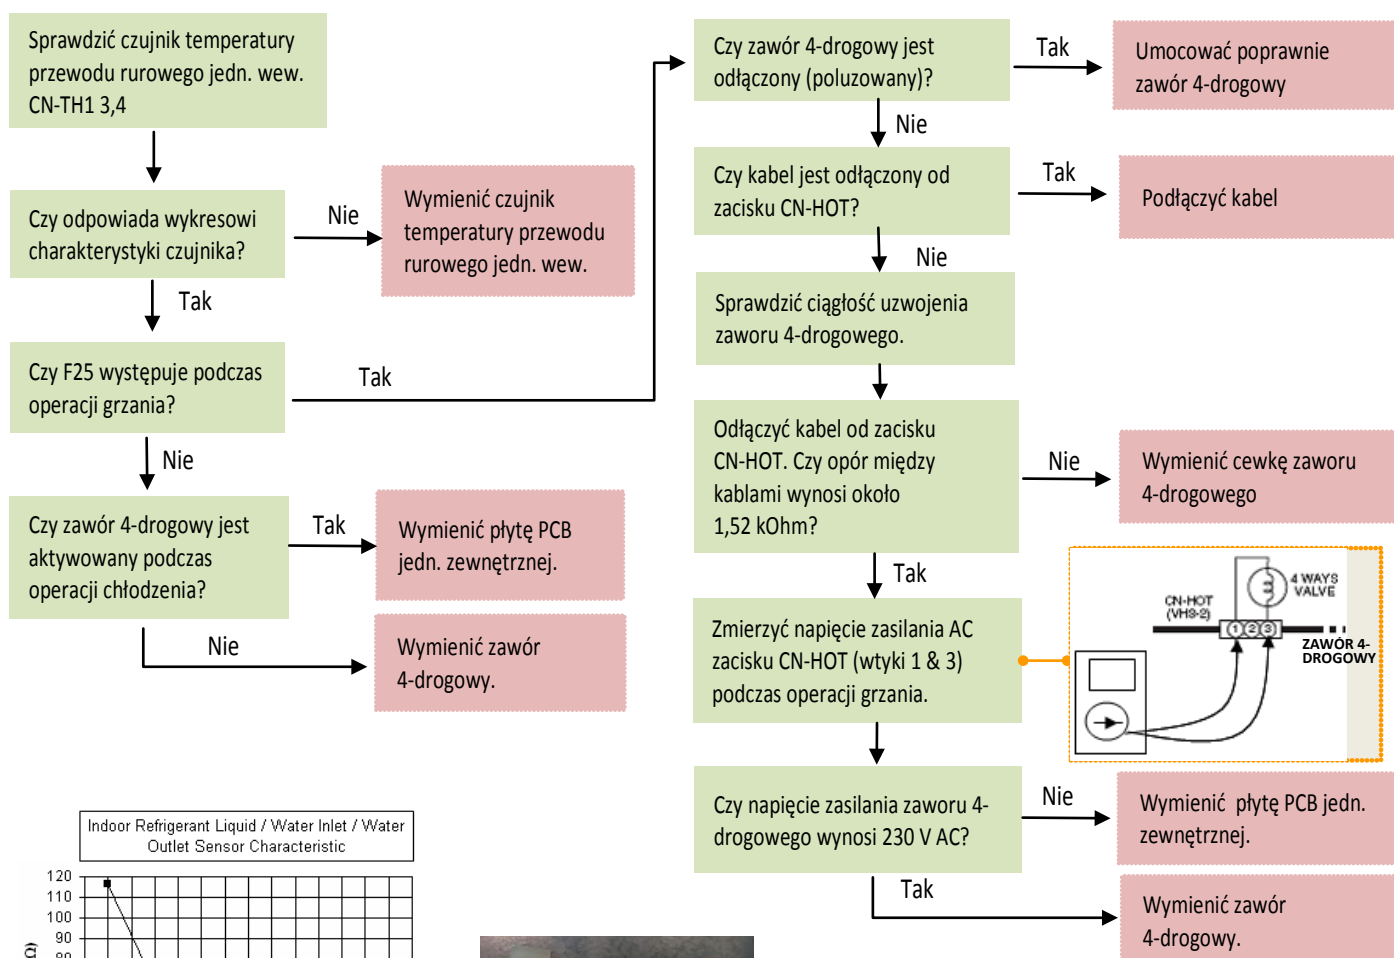 Sprawdzić czujnik temperatury
przewodu rurowego jedn. wew.
CN-TH1 3,4
Czy odpowiada wykresowi
charakterystyki czujnika?
Nie
Wymienić czujnik
temperatury przewodu
rurowego jedn. wew.
Tak
Czy F25 występuje podczas
operacji grzania?
Tak
Nie
Czy zawór 4-drogowy jest
aktywowany podczas
operacji chłodzenia?
Tak
Wymienić płytę PCB
jedn. zewnętrznej.
Nie
Wymienić zawór
4-drogowy.
Czy zawór 4-drogowy jest
odłączony (poluzowany)?
Tak
Umocować poprawnie
zawór 4-drogowy
Nie
Czy kabel jest odłączony od
zacisku CN-HOT?
Tak
Podłączyć kabel
Nie
Sprawdzić ciągłość uzwojenia
zaworu 4-drogowego.
Odłączyć kabel od zacisku
CN-HOT. Czy opór między
kablami wynosi około
1,52 kOhm?
Nie
Wymienić cewkę zaworu
4-drogowego
Tak
Zmierzyć napięcie zasilania AC
zacisku CN-HOT (wtyki 1 & 3)
podczas operacji grzania.
4 WAYS
VALVE
CN-HOT
(VH3-2)
1 2 3
ZAWÓR 4-
DROGOWY
Czy napięcie zasilania zaworu 4-
drogowego wynosi 230 V AC?
Nie
Wymienić płytę PCB jedn.
zewnętrznej.
Tak
Wymienić zawór
4-drogowy.
Indoor Refrigerant Liquid / Water Inlet / Water
Outlet Sensor Characteristic
120
110
100
90